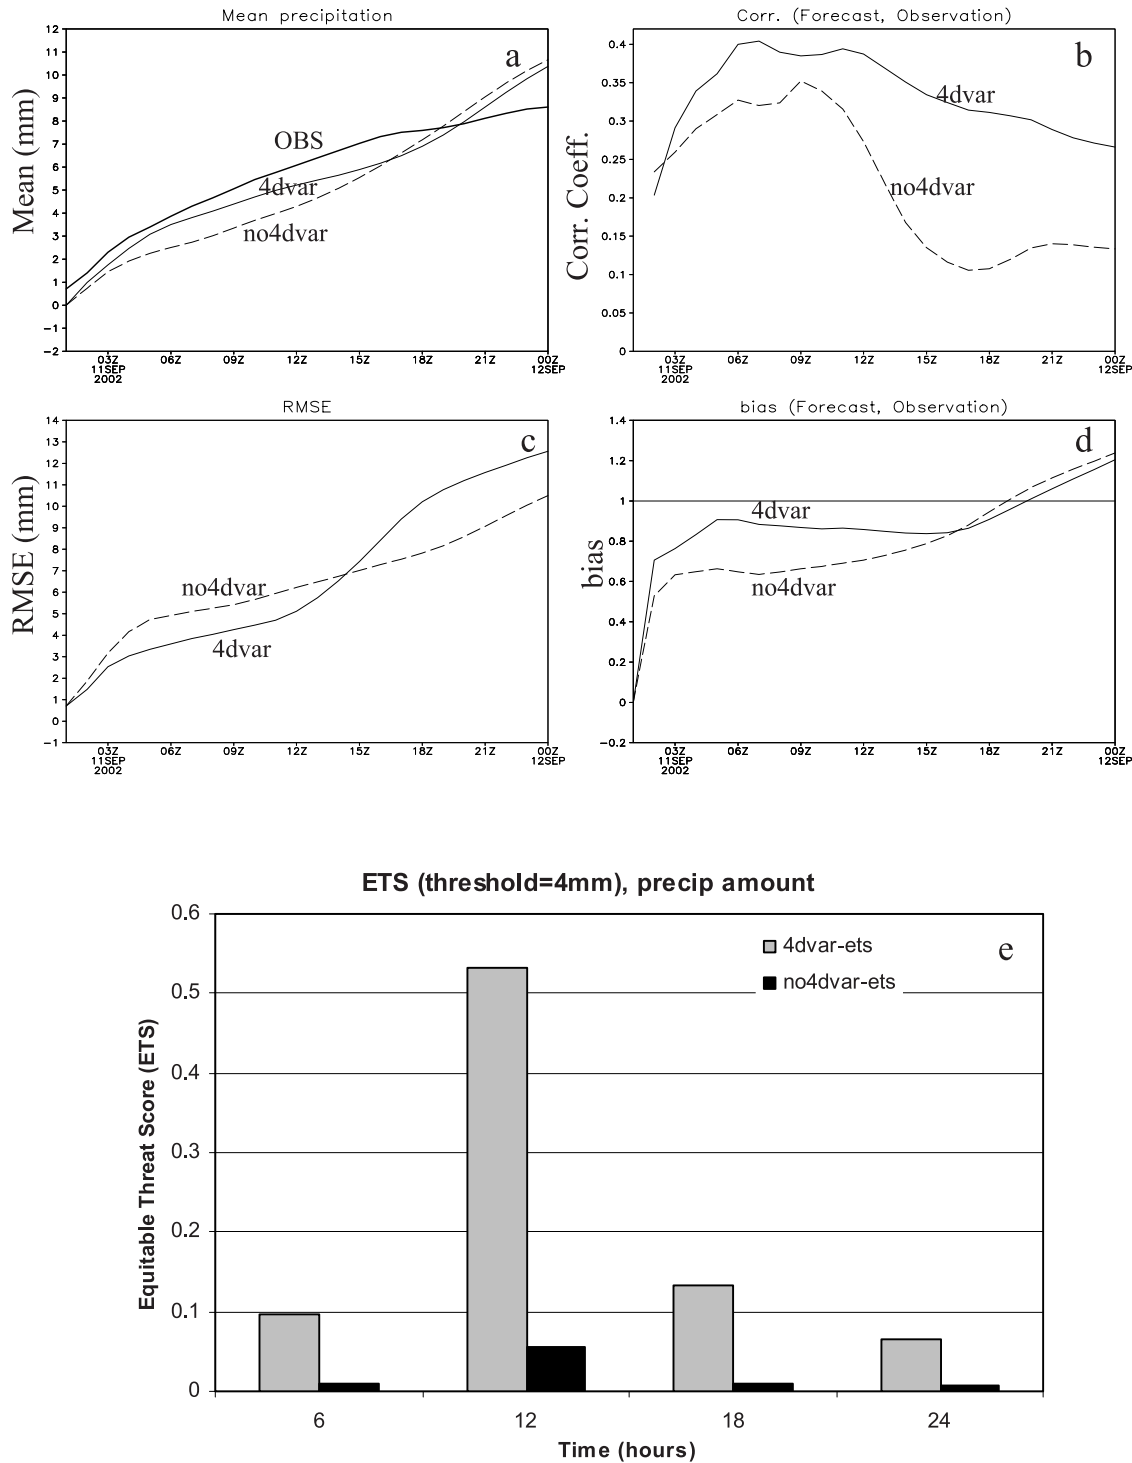 Mean precipitation
a
Mean (mm)
12
11
10
9
8
7
6
5
4
3
2
1
0
−1
−2
OBS
4dvar
no4dvar
03Z 06Z 09Z 12Z 15Z 18Z 21Z 00Z
11SEP 12SEP
2002
Corr. (Forecast, Observation)
b
Corr. Coeff.
0.4
0.35
0.3
0.25
0.2
0.15
0.1
0.05
0
4dvar
no4dvar
03Z 06Z 09Z 12Z 15Z 18Z 21Z 00Z
11SEP 12SEP
2002
RMSE
c
RMSE (mm)
14
13
12
11
10
9
8
7
6
5
4
3
2
1
0
−1
no4dvar
4dvar
03Z 06Z 09Z 12Z 15Z 18Z 21Z 00Z
11SEP 12SEP
2002
bias (Forecast, Observation)
d
bias
1.4
1.2
1
0.8
0.6
0.4
0.2
0
−0.2
4dvar
no4dvar
03Z 06Z 09Z 12Z 15Z 18Z 21Z 00Z
11SEP 12SEP
2002
ETS (threshold=4mm), precip amount
e
4dvar-ets
no4dvar-ets
Equitable Threat Score (ETS)
0.6
0.5
0.4
0.3
0.2
0.1
0
6 12 18 24
Time (hours)